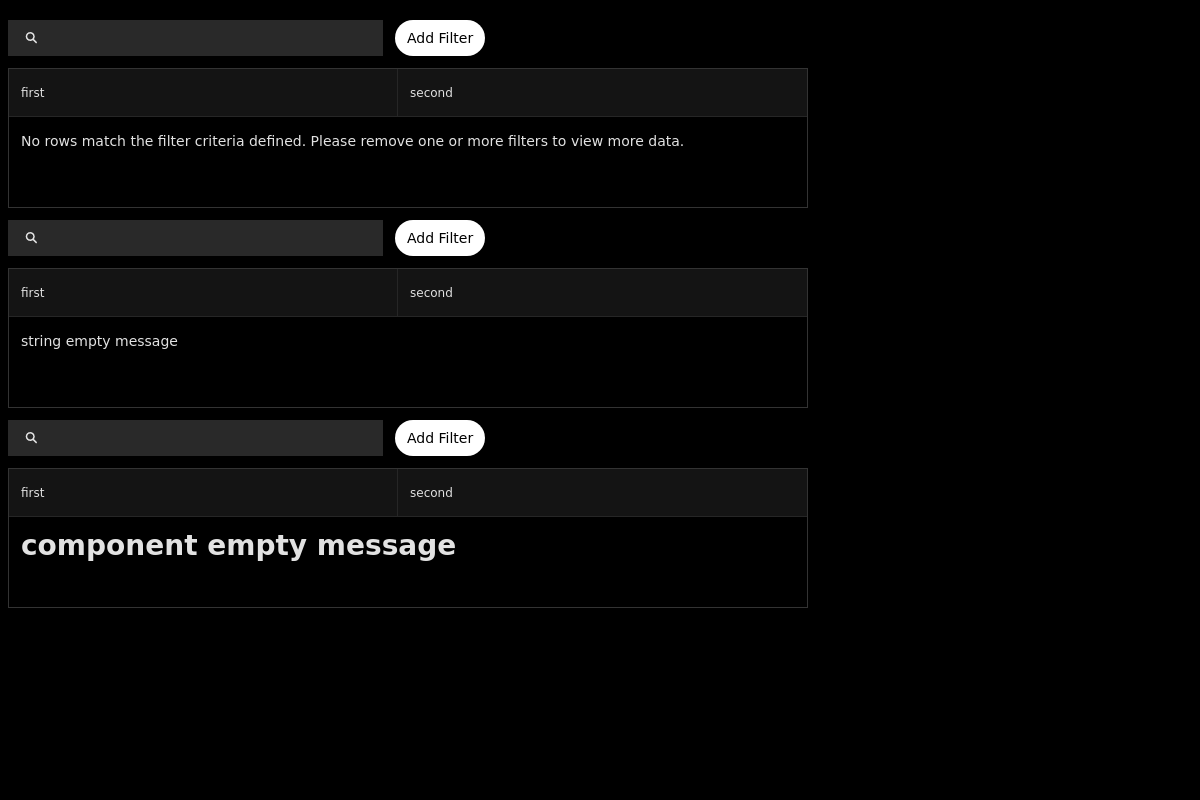 Add Filter
first second
No rows match the filter criteria defined. Please remove one or more filters to view more data.
Add Filter
first second
string empty message
Add Filter
first second
component empty message